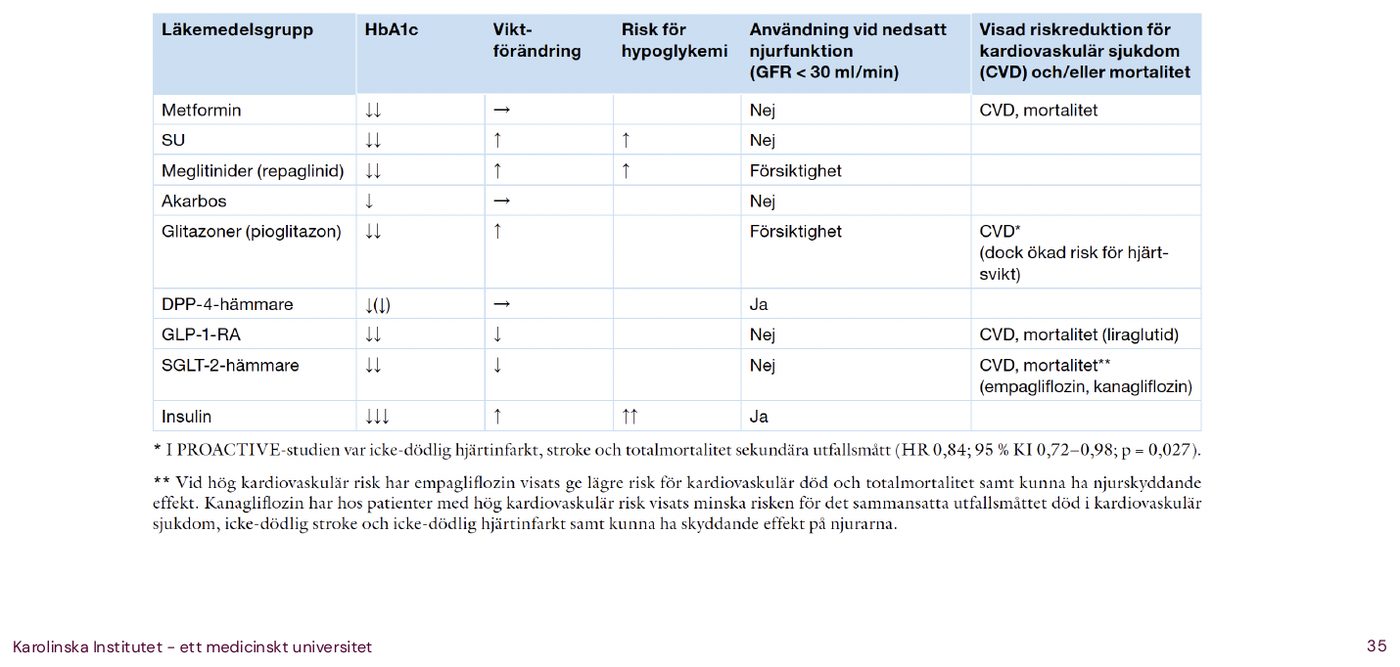 Läkemedelsgrupp HbA1c Vikt- Risk för Användning vid nedsatt Visad riskreduktion för
förändring hypoglykemi njurfunktion kardiovaskulär sjukdom
(GFR < 30 ml/min) (CVD) och/eller mortalitet
Metformin ↓↓ → Nej CVD, mortalitet
SU ↓↓ ↑ ↑ Nej
Meglitinider (repaglinid) ↓↓ ↑ ↑ Försiktighet
Akarbos ↓ → Nej
Glitazoner (pioglitazon) ↓↓ ↑ Försiktighet CVD*
(dock ökad risk för hjärt-
svikt)
DPP-4-hämmare ↓(↓) → Ja
GLP-1-RA ↓↓ ↓ Nej CVD, mortalitet (liraglutid)
SGLT-2-hämmare ↓↓ ↓ Nej CVD, mortalitet**
(empagliflozin, kanagliflozin)
Insulin ↓↓↓ ↑ ↑↑ Ja
* I PROACTIVE-studien var icke-dödlig hjärtinfarkt, stroke och totalmortalitet sekundära utfallsmått (HR 0,84; 95 % KI 0,72–0,98; p = 0,027).
** Vid hög kardiovaskulär risk har empagliflozin visats ge lägre risk för kardiovaskulär död och totalmortalitet samt kunna ha njurskyddande
effekt. Kanagliflozin har hos patienter med hög kardiovaskulär risk visats minska risken för det sammansatta utfallsmåttet död i kardiovaskulär
sjukdom, icke-dödlig stroke och icke-dödlig hjärtinfarkt samt kunna ha skyddande effekt på njurarna.
Karolinska Institutet – ett medicinskt universitet 35